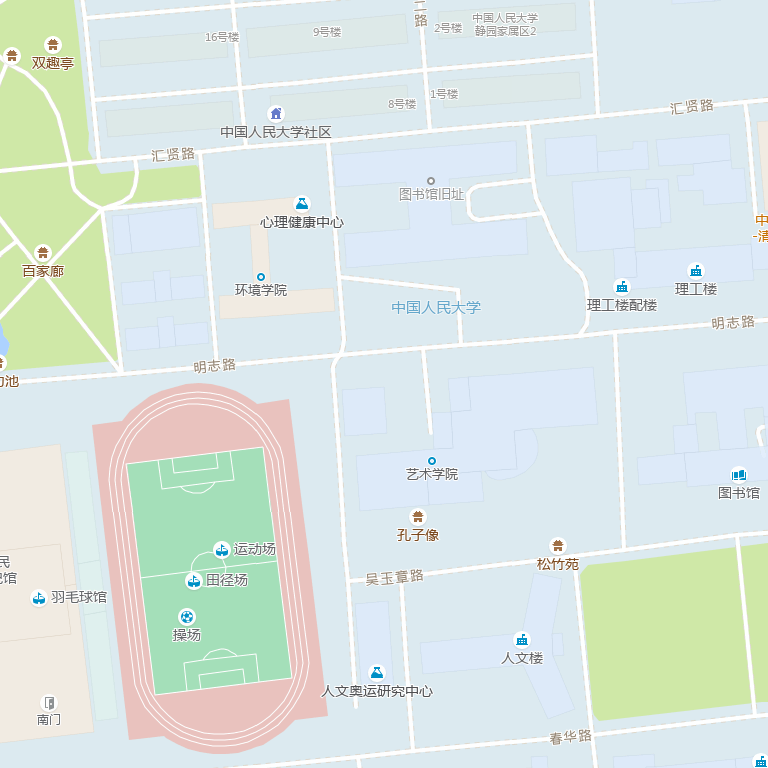 二路
中国人民大学
静园家属区2
2号楼
9号楼
16号楼
双趣亭
1号楼
8号楼
汇贤路
中国人民大学社区
汇贤路
图书馆旧址
心理健康中心
百家廊
环境学院
理工楼
理工楼配楼
中国人民大学
明志路
明志路
艺术学院
图书馆
孔子像
运动场
松竹苑
吴玉章路
田径场
羽毛球馆
操场
人文楼
人文奥运研究中心
南门
春华路